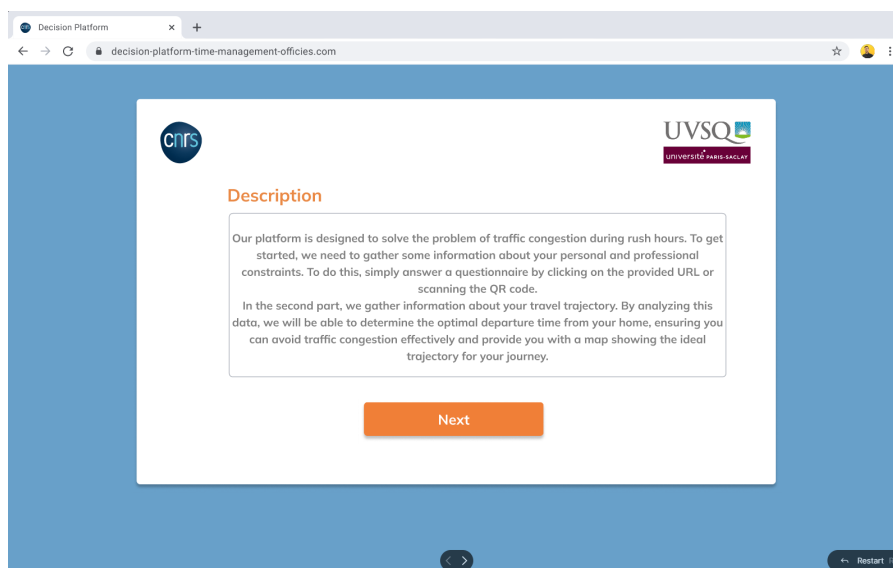 cnrs
Decision Platform
decision-platform-time-management-officies.com
cnrs
UVSQ
université PARIS-SACLAY
Description
Our platform is designed to solve the problem of traffic congestion during rush hours. To get
started, we need to gather some information about your personal and professional
constraints. To do this, simply answer a questionnaire by clicking on the provided URL or
scanning the QR code.
In the second part, we gather information about your travel trajectory. By analyzing this
data, we will be able to determine the optimal departure time from your home, ensuring you
can avoid traffic congestion effectively and provide you with a map showing the ideal
trajectory for your journey.
Next
Restart